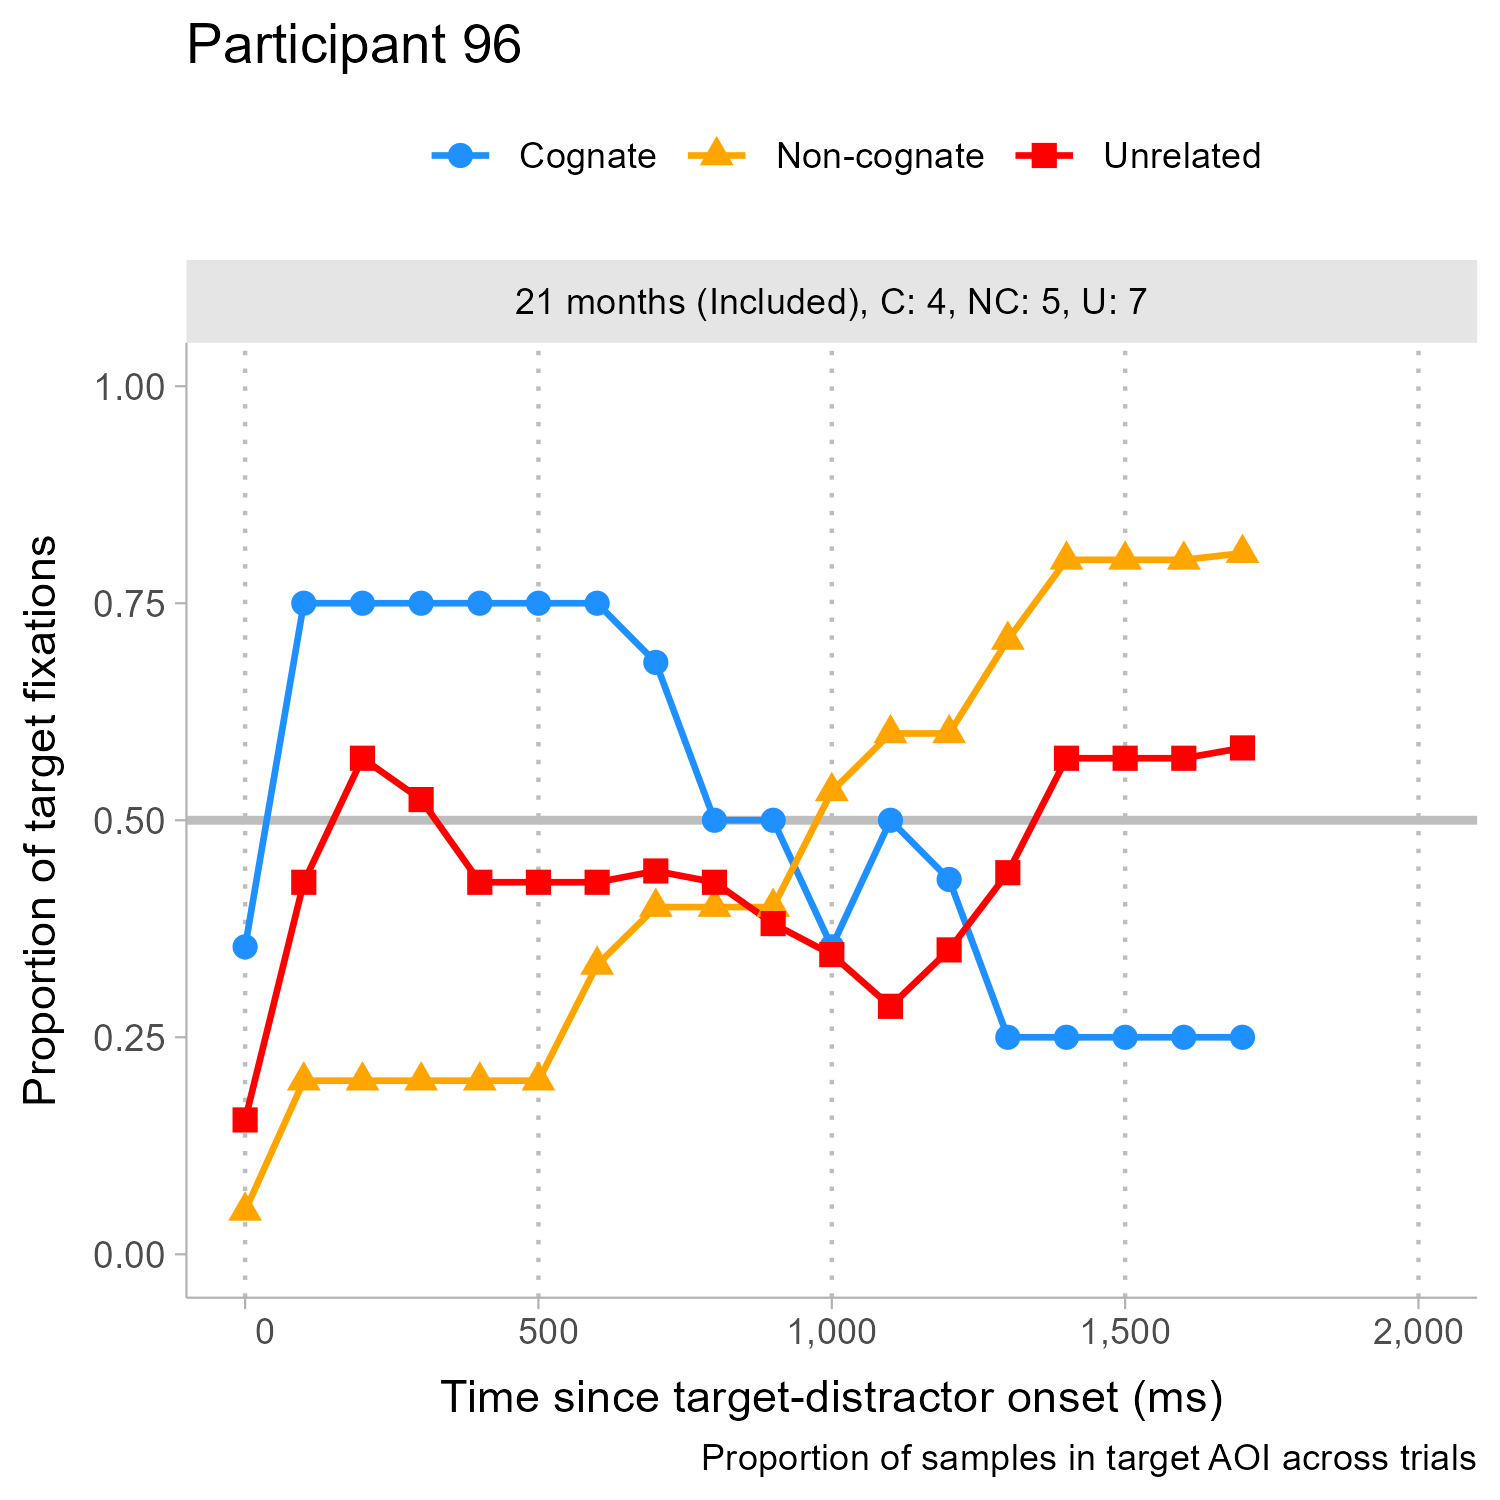 Participant 96
Cognate Non-cognate Unrelated
21 months (Included), C: 4, NC: 5, U: 7
1.00
0.75
0.50
0.25
0.00
Proportion of target fixations
0 500 1,000 1,500 2,000
Time since target-distractor onset (ms)
Proportion of samples in target AOI across trials